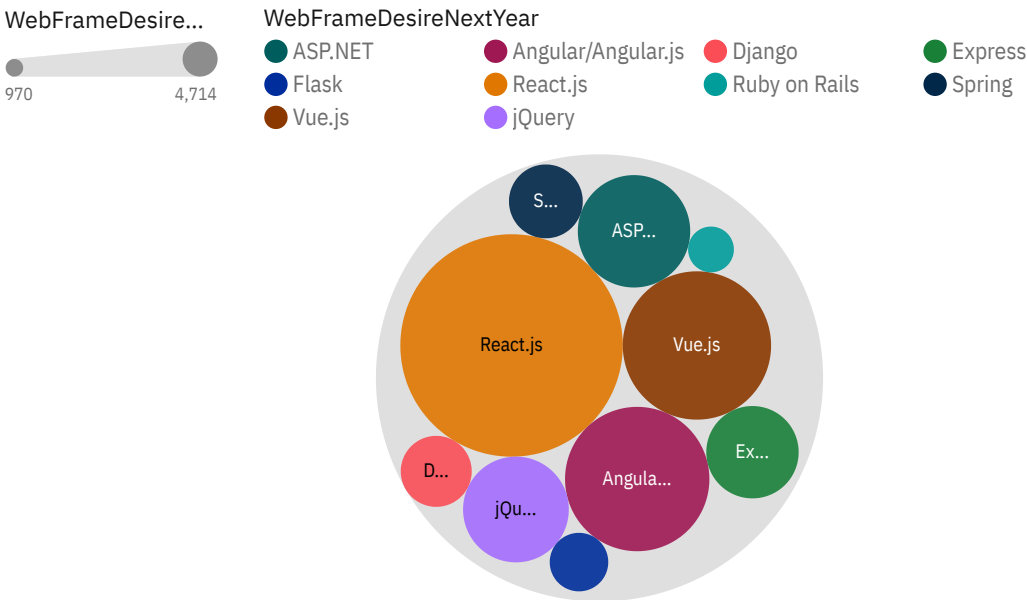 WebFrameDesire...
970
4,714
WebFrameDesireNextYear
ASP.NET
Angular/Angular.js
Django
Express
Flask
React.js
Ruby on Rails
Spring
Vue.js
jQuery
S...
ASP...
React.js
Vue.js
Ex...
D...
Angula...
jQu...